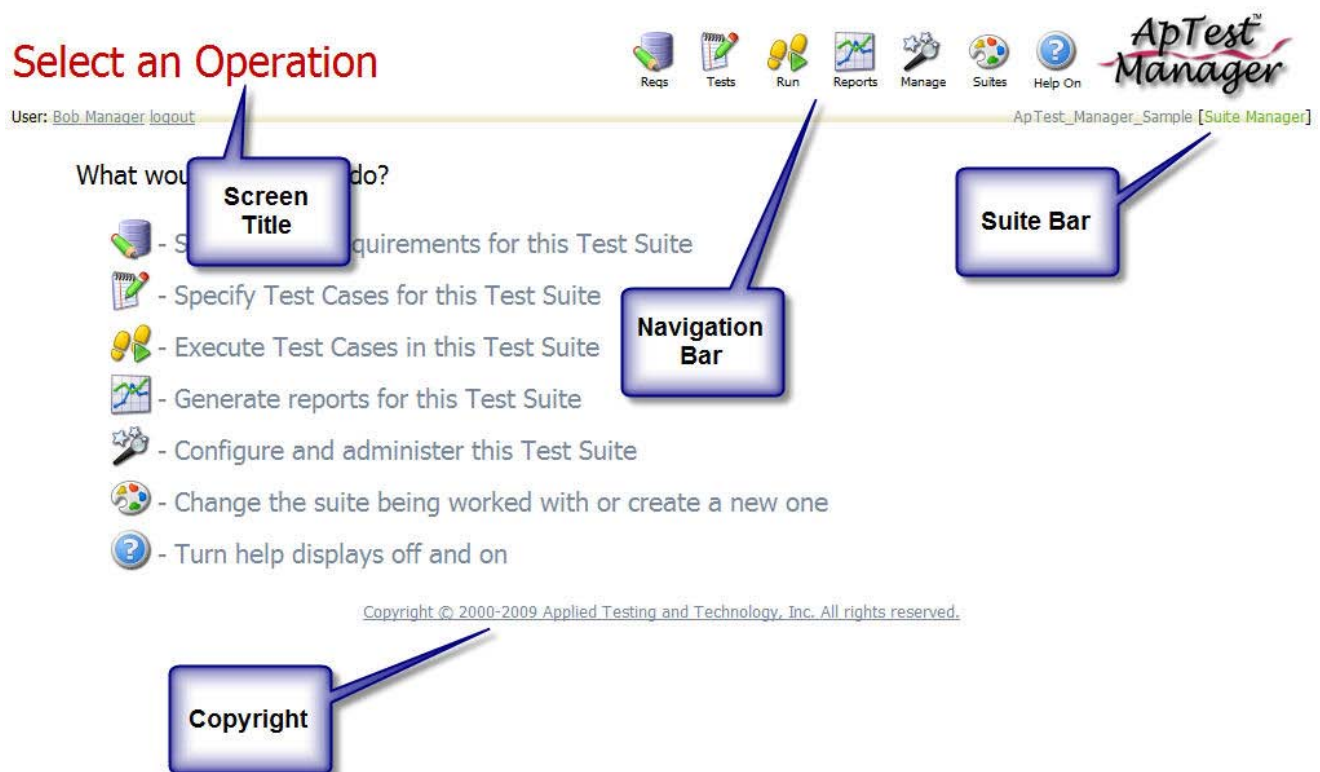 Select an Operation
Reqs Tests Run Reports Manage Suites Help On
ApTest™
Manager
User: Bob Manager logout
ApTest_Manager_Sample [Suite Manager]
What wou do?
Screen
Title
Suite Bar
- S quirements for this Test Suite
- Specify Test Cases for this Test Suite
Navigation
Bar
- Execute Test Cases in this Test Suite
- Generate reports for this Test Suite
- Configure and administer this Test Suite
- Change the suite being worked with or create a new one
- Turn help displays off and on
Copyright © 2000-2009 Applied Testing and Technology, Inc. All rights reserved.
Copyright